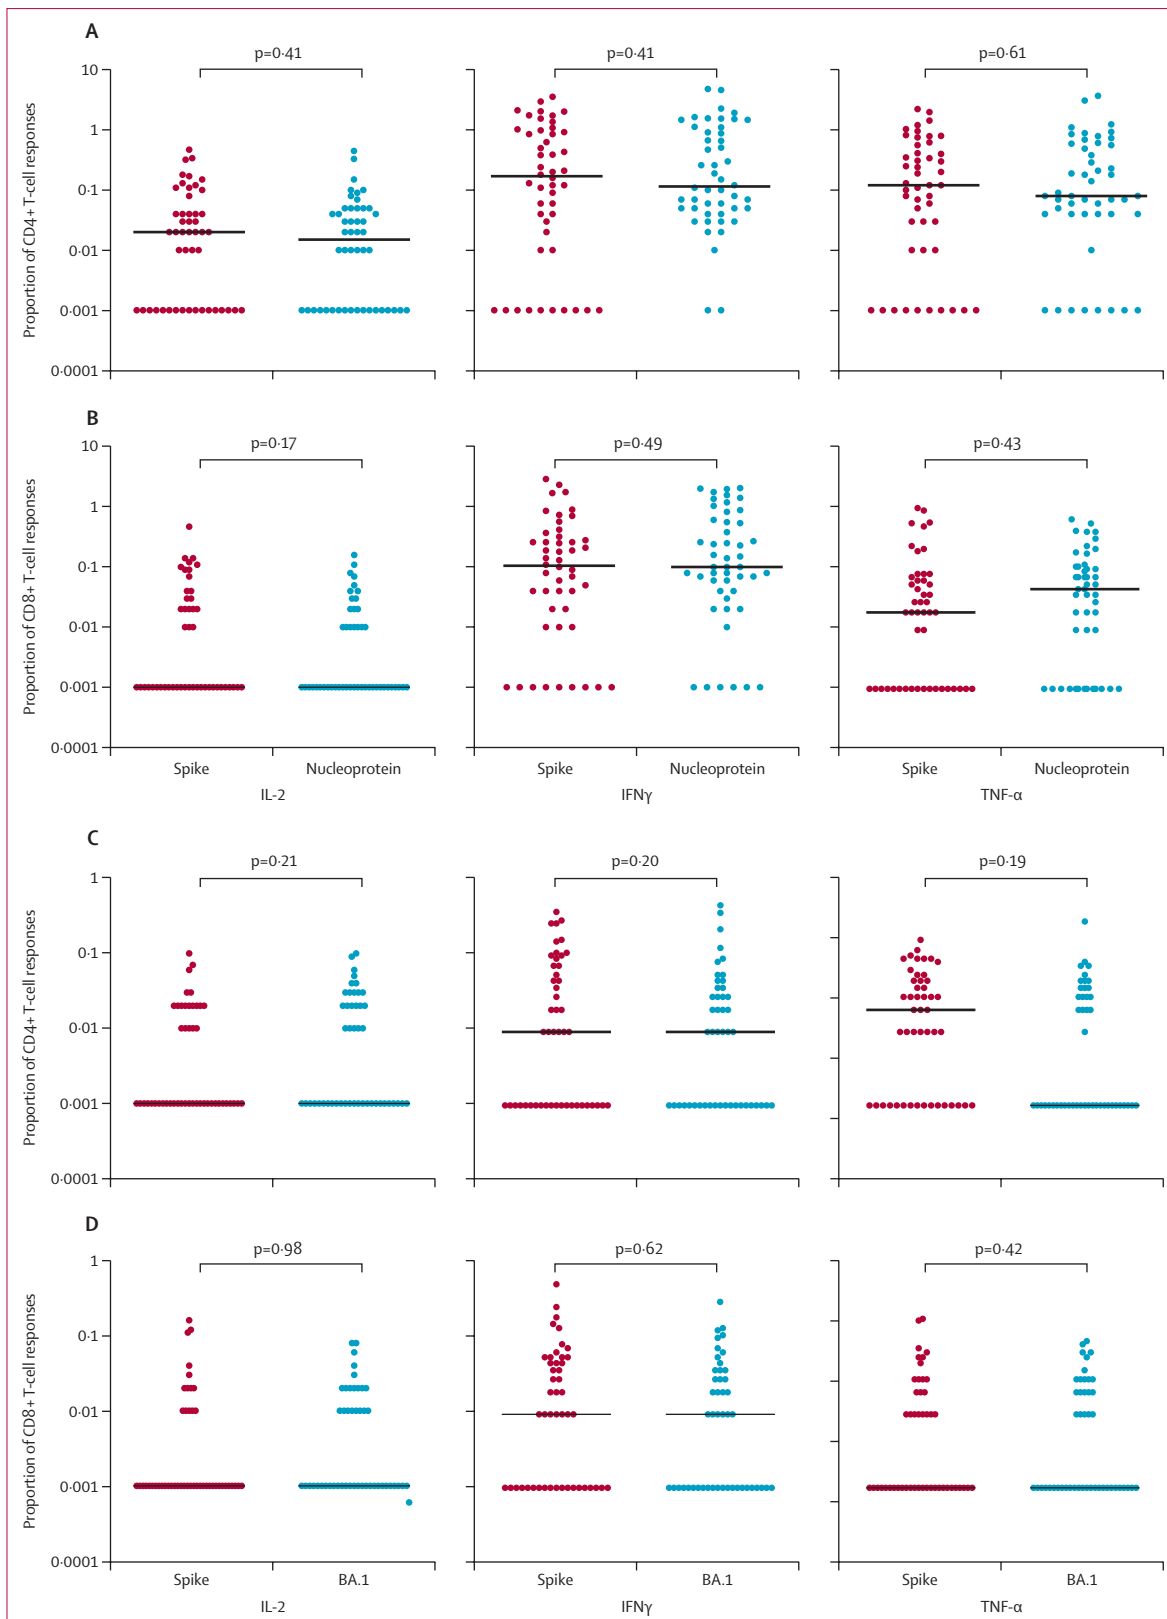 A
p=0·41
p=0·41
p=0·61
Proportion of CD4+ T-cell responses
10
1
0·1
0·01
0·001
0·0001
B
p=0·17
p=0·49
p=0·43
Proportion of CD8+ T-cell responses
10
1
0·1
0·01
0·001
0·0001
Spike Nucleoprotein Spike Nucleoprotein Spike Nucleoprotein
IL-2 IFNγ TNF-α
C
p=0·21
p=0·20
p=0·19
Proportion of CD4+ T-cell responses
1
0·1
0·01
0·001
0·0001
D
p=0·98
p=0·62
p=0·42
Proportion of CD8+ T-cell responses
1
0·1
0·01
0·001
0·0001
Spike BA.1 Spike BA.1 Spike BA.1
IL-2 IFNγ TNF-α